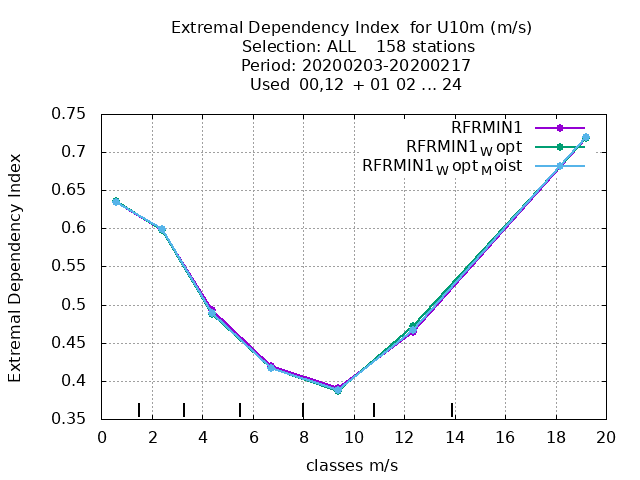 Extremal Dependency Index  for U10m (m/s)
Selection: ALL    158 stations
Period: 20200203-20200217
Used  00,12  + 01 02 ... 24
Extremal Dependency Index
0.75
0.7
0.65
0.6
0.55
0.5
0.45
0.4
0.35
RFRMIN1
RFRMIN1Wopt
RFRMIN1WoptMoist
0 2 4 6 8 10 12 14 16 18 20
classes m/s